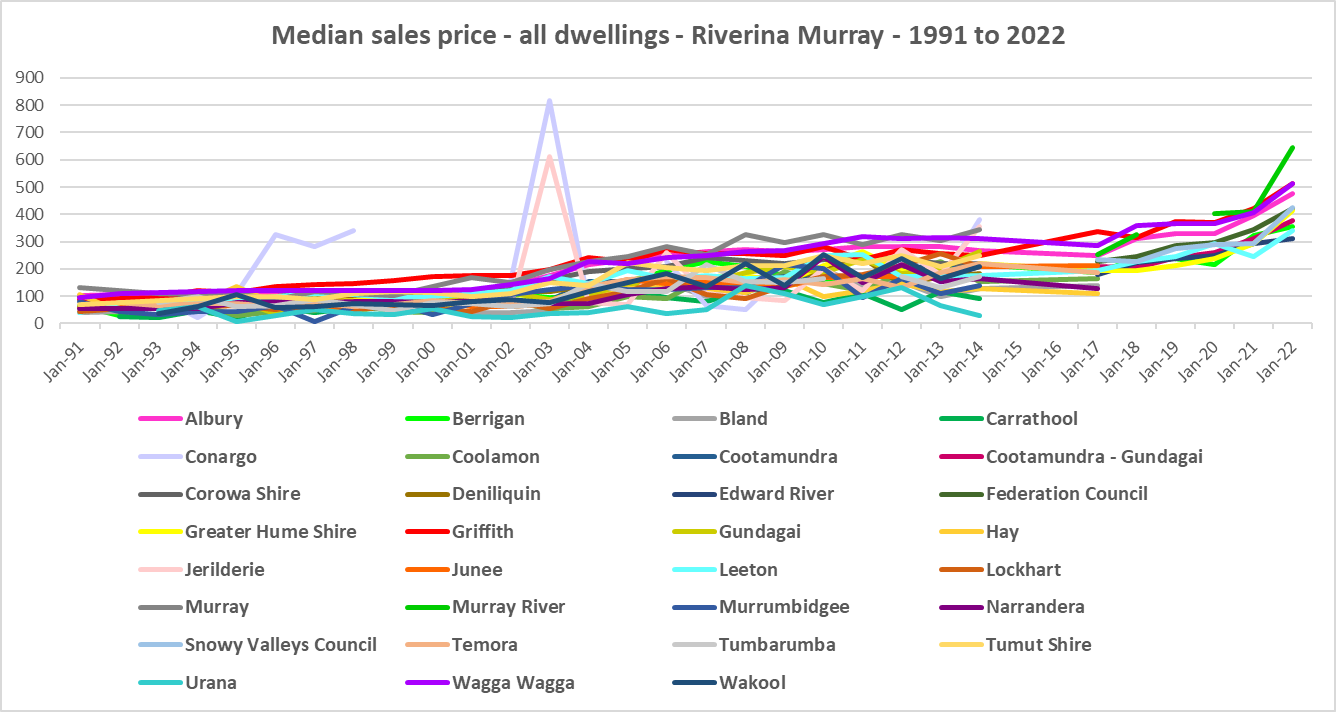 Median sales price - all dwellings - Riverina Murray - 1991 to 2022
900
800
700
600
500
400
300
200
100
0
Jan-91 Jan-92 Jan-93 Jan-94 Jan-95 Jan-96 Jan-97 Jan-98 Jan-99 Jan-00 Jan-01 Jan-02 Jan-03 Jan-04 Jan-05 Jan-06 Jan-07 Jan-08 Jan-09 Jan-10 Jan-11 Jan-12 Jan-13 Jan-14 Jan-15 Jan-16 Jan-17 Jan-18 Jan-19 Jan-20 Jan-21 Jan-22
Albury Berrigan Bland Carrathool
Conargo Coolamon Cootamundra Cootamundra - Gundagai
Corowa Shire Deniliquin Edward River Federation Council
Greater Hume Shire Griffith Gundagai Hay
Jerilderie Junee Leeton Lockhart
Murray Murray River Murrumbidgee Narrandera
Snowy Valleys Council Temora Tumbarumba Tumut Shire
Urana Wagga Wagga Wakool